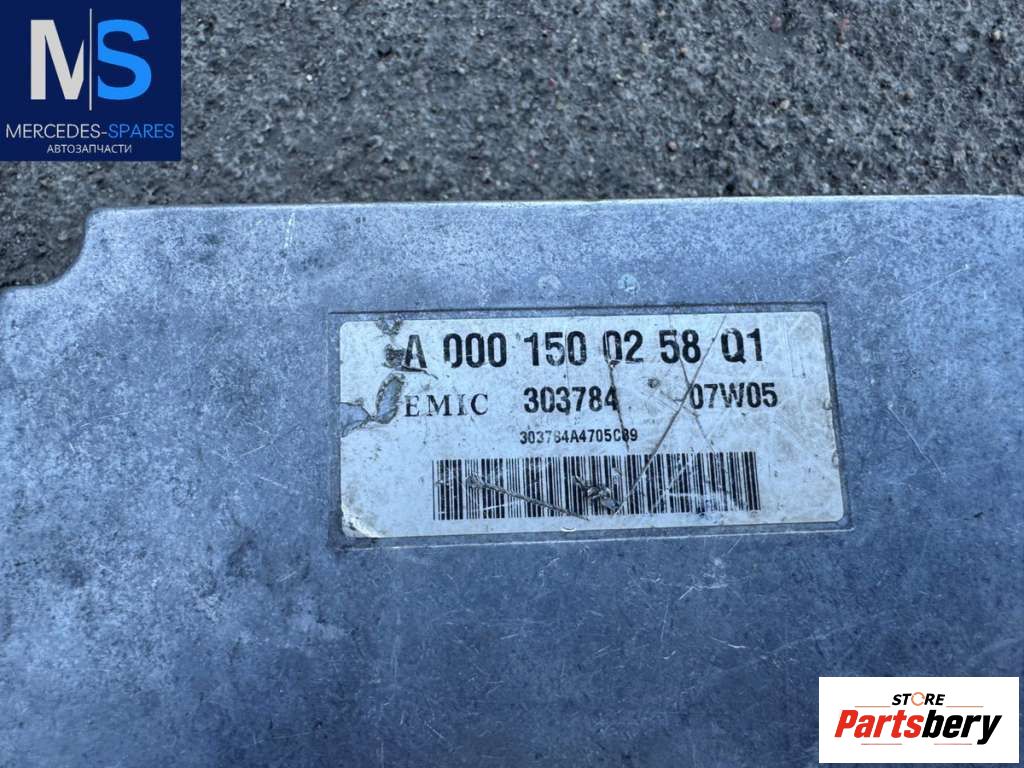 MS
MERCEDES-SPARES
АВТОЗАПЧАСТИ
A 000 150 02 58 Q1
EMIC 303784 07W05
303784A4705C89
STORE
Partsbery